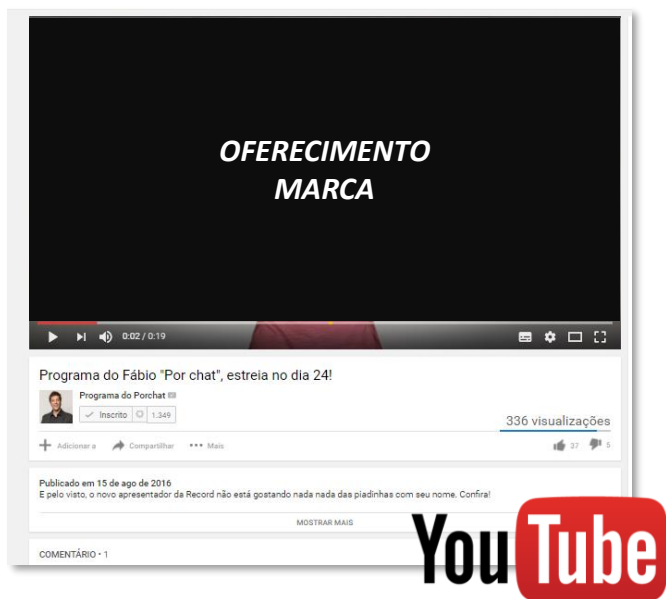 OFERECIMENTO
MARCA
0:02 / 0:19
Programa do Fábio "Por chat", estreia no dia 24!
Programa do Porchat
Inscrito 1.349
336 visualizações
Adicionar a Compartilhar Mais 37 5
Publicado em 15 de ago de 2016
E pelo visto, o novo apresentador da Record não está gostando nada nada das piadinhas com seu nome. Confira!
MOSTRAR MAIS
COMENTÁRIO • 1
YouTube